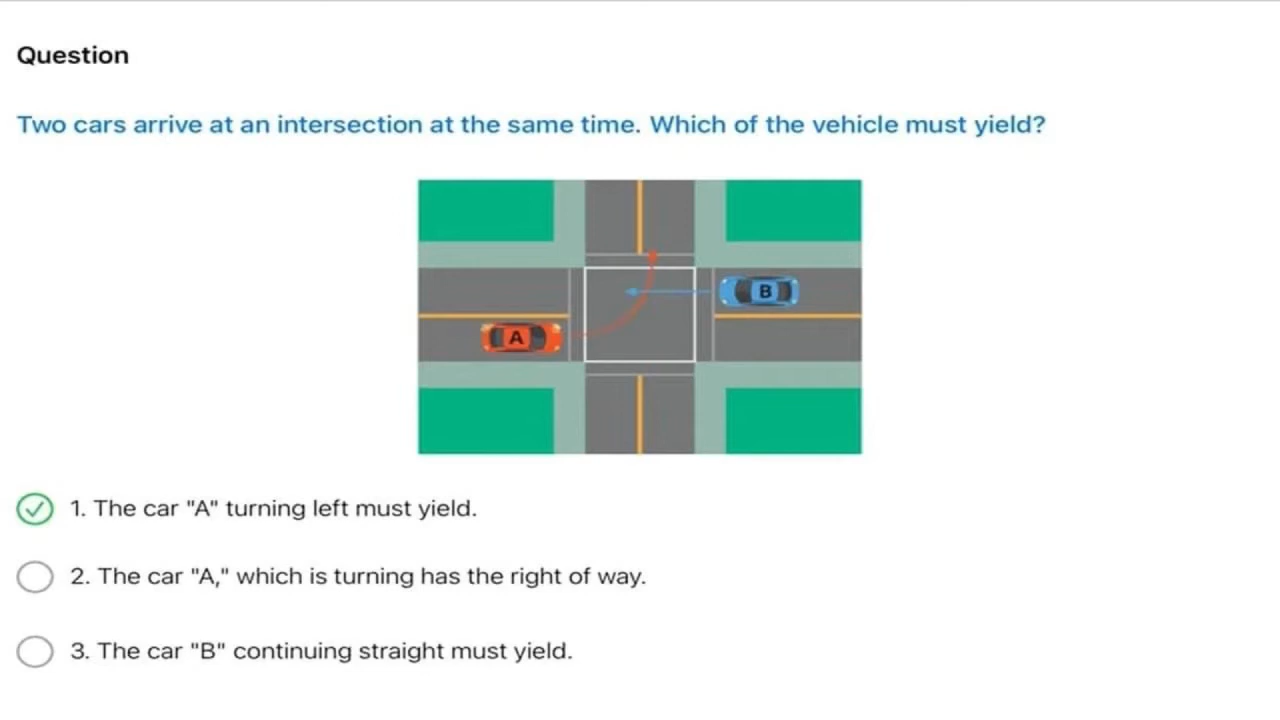 Question
Two cars arrive at an intersection at the same time. Which of the vehicle must yield?
B
A
1. The car "A" turning left must yield.
2. The car "A," which is turning has the right of way.
3. The car "B" continuing straight must yield.